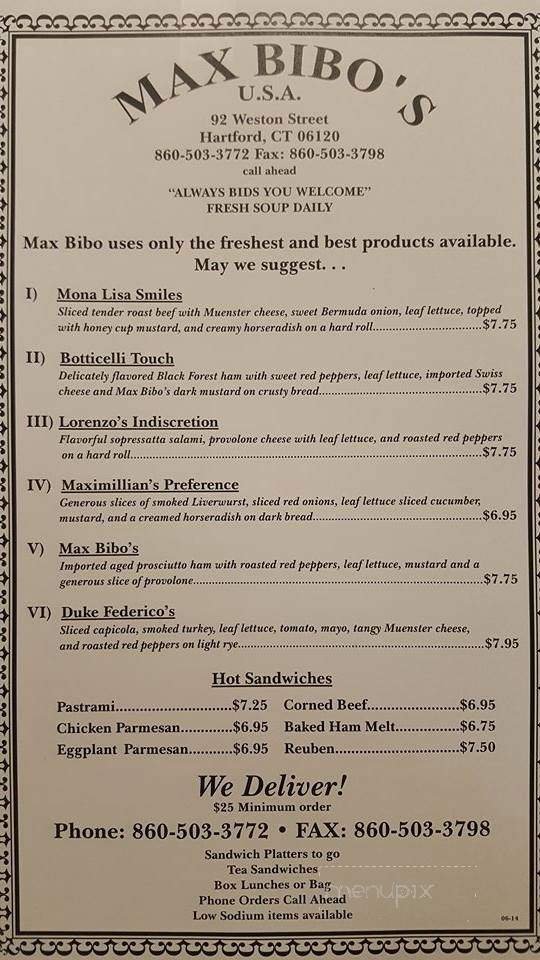 MAX BIBO'S
U.S.A.
92 Weston Street
Hartford, CT 06120
860-503-3772 Fax: 860-503-3798
call ahead
"ALWAYS BIDS YOU WELCOME"
FRESH SOUP DAILY
Max Bibo uses only the freshest and best products available.
May we suggest. . .
I) Mona Lisa Smiles
Sliced tender roast beef with Muenster cheese, sweet Bermuda onion, leaf lettuce, topped
with honey cup mustard, and creamy horseradish on a hard roll................................$7.75
II) Botticelli Touch
Delicately flavored Black Forest ham with sweet red peppers, leaf lettuce, imported Swiss
cheese and Max Bibo's dark mustard on crusty bread................................................$7.75
III) Lorenzo's Indiscretion
Flavorful sopressatta salami, provolone cheese with leaf lettuce, and roasted red peppers
on a hard roll.......................................................................................................$7.75
IV) Maximillian's Preference
Generous slices of smoked Liverwurst, sliced red onions, leaf lettuce sliced cucumber,
mustard, and a creamed horseradish on dark bread.................................................$6.95
V) Max Bibo's
Imported aged prosciutto ham with roasted red peppers, leaf lettuce, mustard and a
generous slice of provolone....................................................................................$7.75
VI) Duke Federico's
Sliced capicola, smoked turkey, leaf lettuce, tomato, mayo, tangy Muenster cheese,
and roasted red peppers on light rye.......................................................................$7.95
Hot Sandwiches
Pastrami............................$7.25 Corned Beef......................$6.95
Chicken Parmesan.............$6.95 Baked Ham Melt...............$6.75
Eggplant Parmesan...........$6.95 Reuben..............................$7.50
We Deliver!
$25 Minimum order
Phone: 860-503-3772 • FAX: 860-503-3798
Sandwich Platters to go
Tea Sandwiches
Box Lunches or Bag
menupix
Phone Orders Call Ahead
Low Sodium items available
06-14